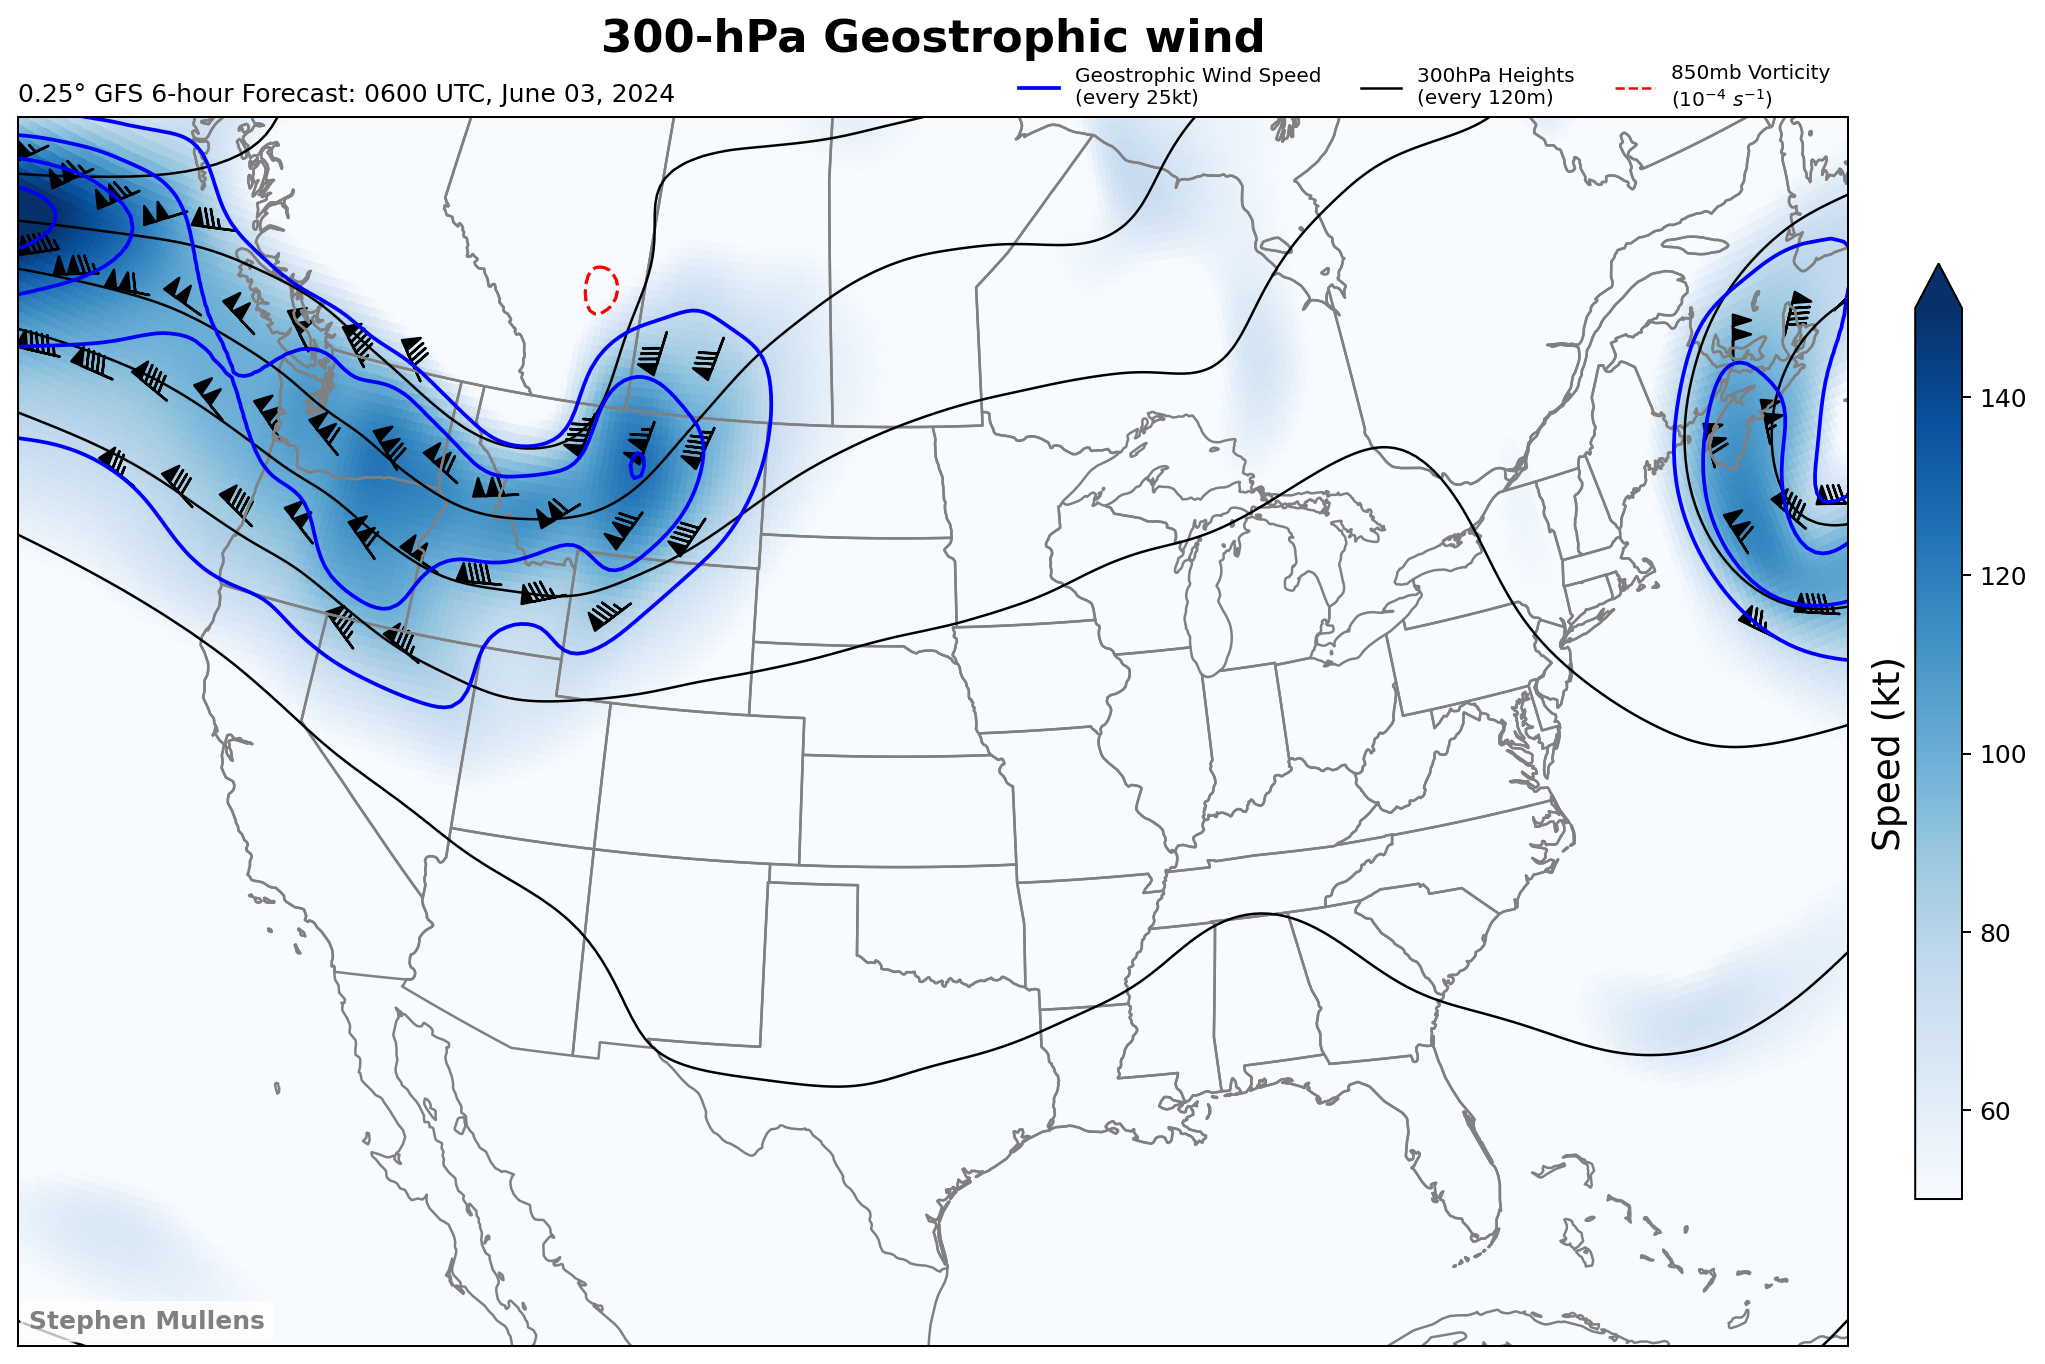 300-hPa Geostrophic wind
0.25° GFS 6-hour Forecast: 0600 UTC, June 03, 2024
Geostrophic Wind Speed
(every 25kt)
300hPa Heights
(every 120m)
850mb Vorticity
(10⁻⁴ s⁻¹)
140
120
100
80
60
Speed (kt)
Stephen Mullens